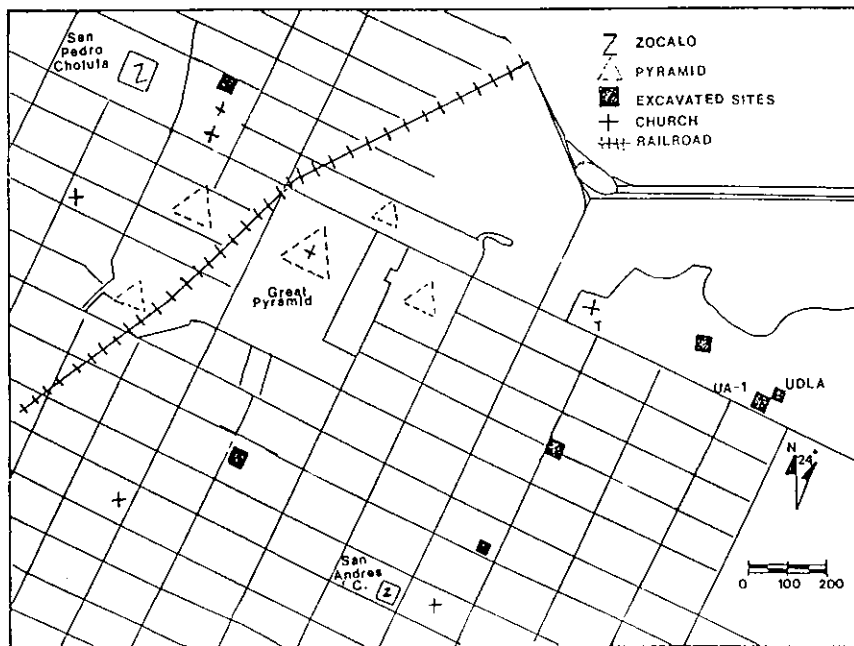 San
Pedro
Cholula
Z
Z ZOCALO
PYRAMID
EXCAVATED SITES
CHURCH
RAILROAD
Great
Pyramid
T
UA-1
UDLA
N
24°
San
Andres
C.
Z
0 100 200